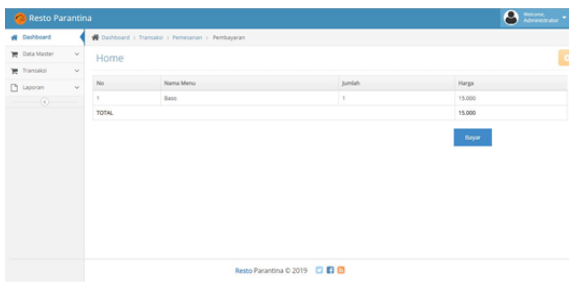 Resto Parantina
Welcome,
Administrator
Dashboard
Dashboard > Transaksi > Pemesanan > Pembayaran
Data Master
Home
Transaksi
Laporan
No Nama Menu Jumlah Harga
1 Baso 1 15.000
TOTAL 15.000
Bayar
Resto Parantina © 2019